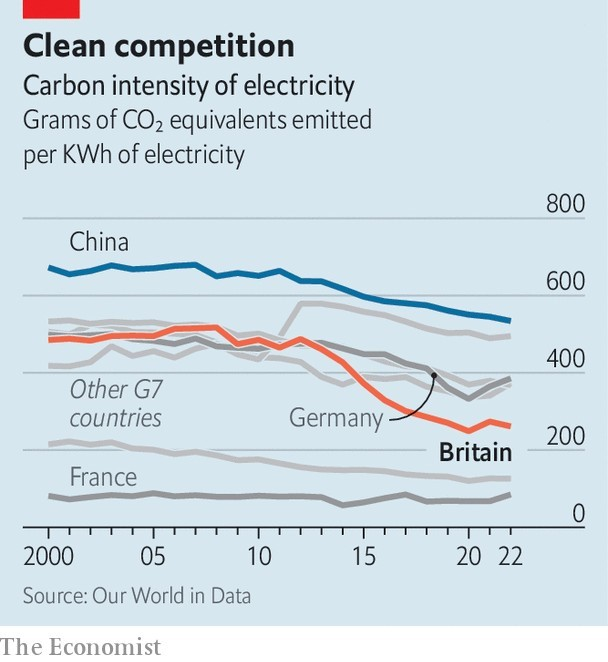 Clean competition
Carbon intensity of electricity
Grams of CO₂ equivalents emitted
per KWh of electricity
800
China
600
400
Other G7
countries
Germany
Britain
200
France
0
2000 05 10 15 20 22
Source: Our World in Data
The Economist